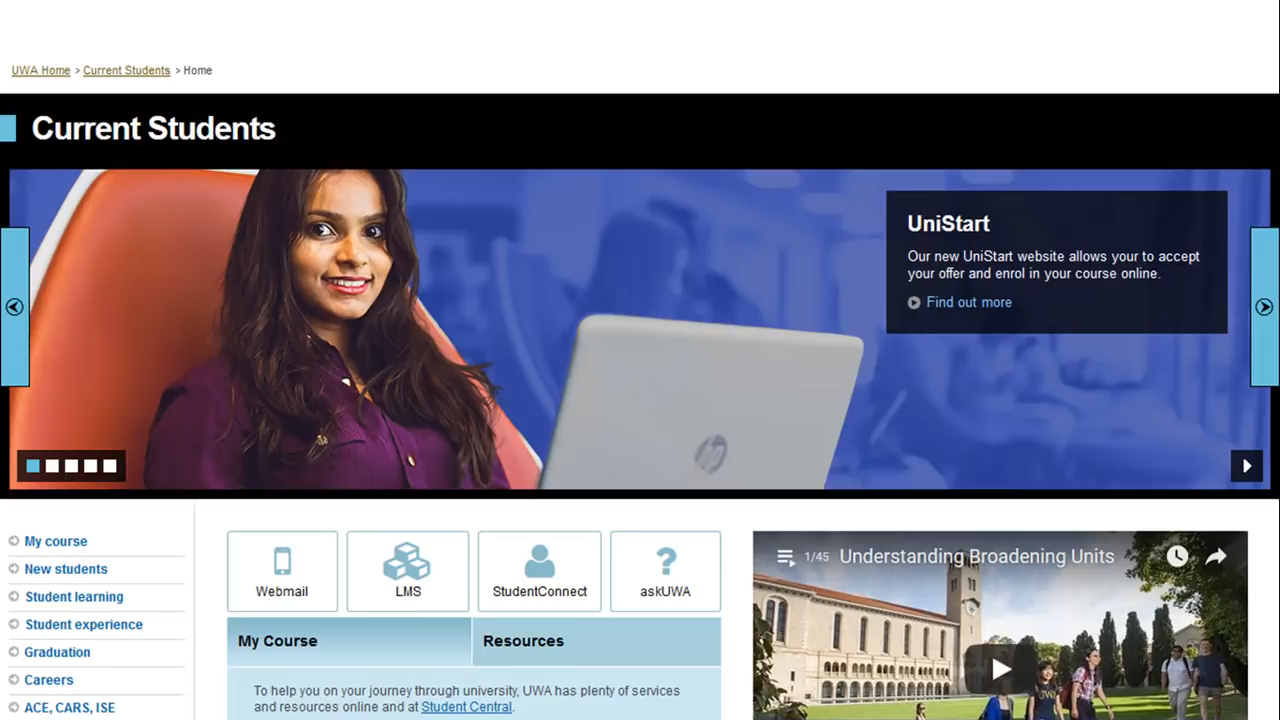 UWA Home > Current Students > Home
Current Students
UniStart
Our new UniStart website allows your to accept
your offer and enrol in your course online.
Find out more
My course
New students
Student learning
Student experience
Graduation
Careers
ACE, CARS, ISE
Webmail
LMS
StudentConnect
askUWA
My Course
Resources
To help you on your journey through university, UWA has plenty of services
and resources online and at Student Central.
1/45 Understanding Broadening Units
hp
UWA